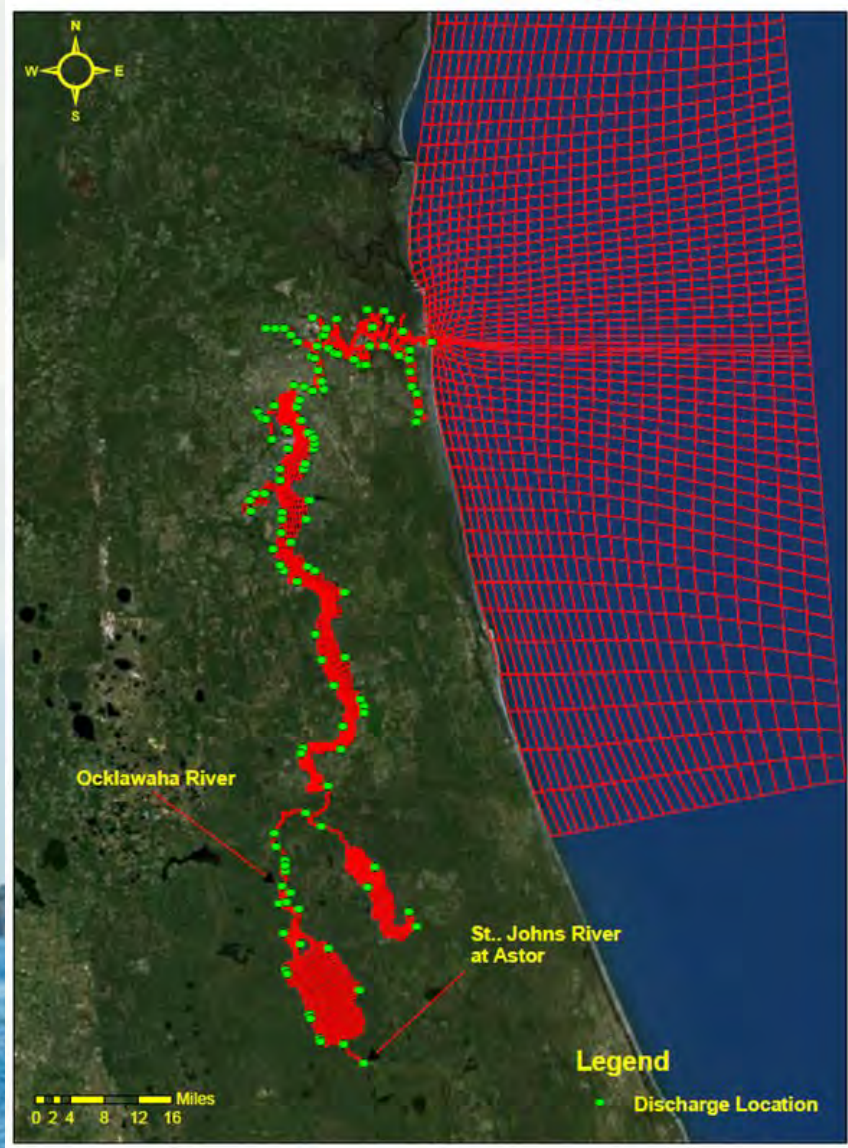 N
W E
S
Ocklawaha River
St.. Johns River
at Astor
Legend
Discharge Location
Miles
0 2 4 8 12 16